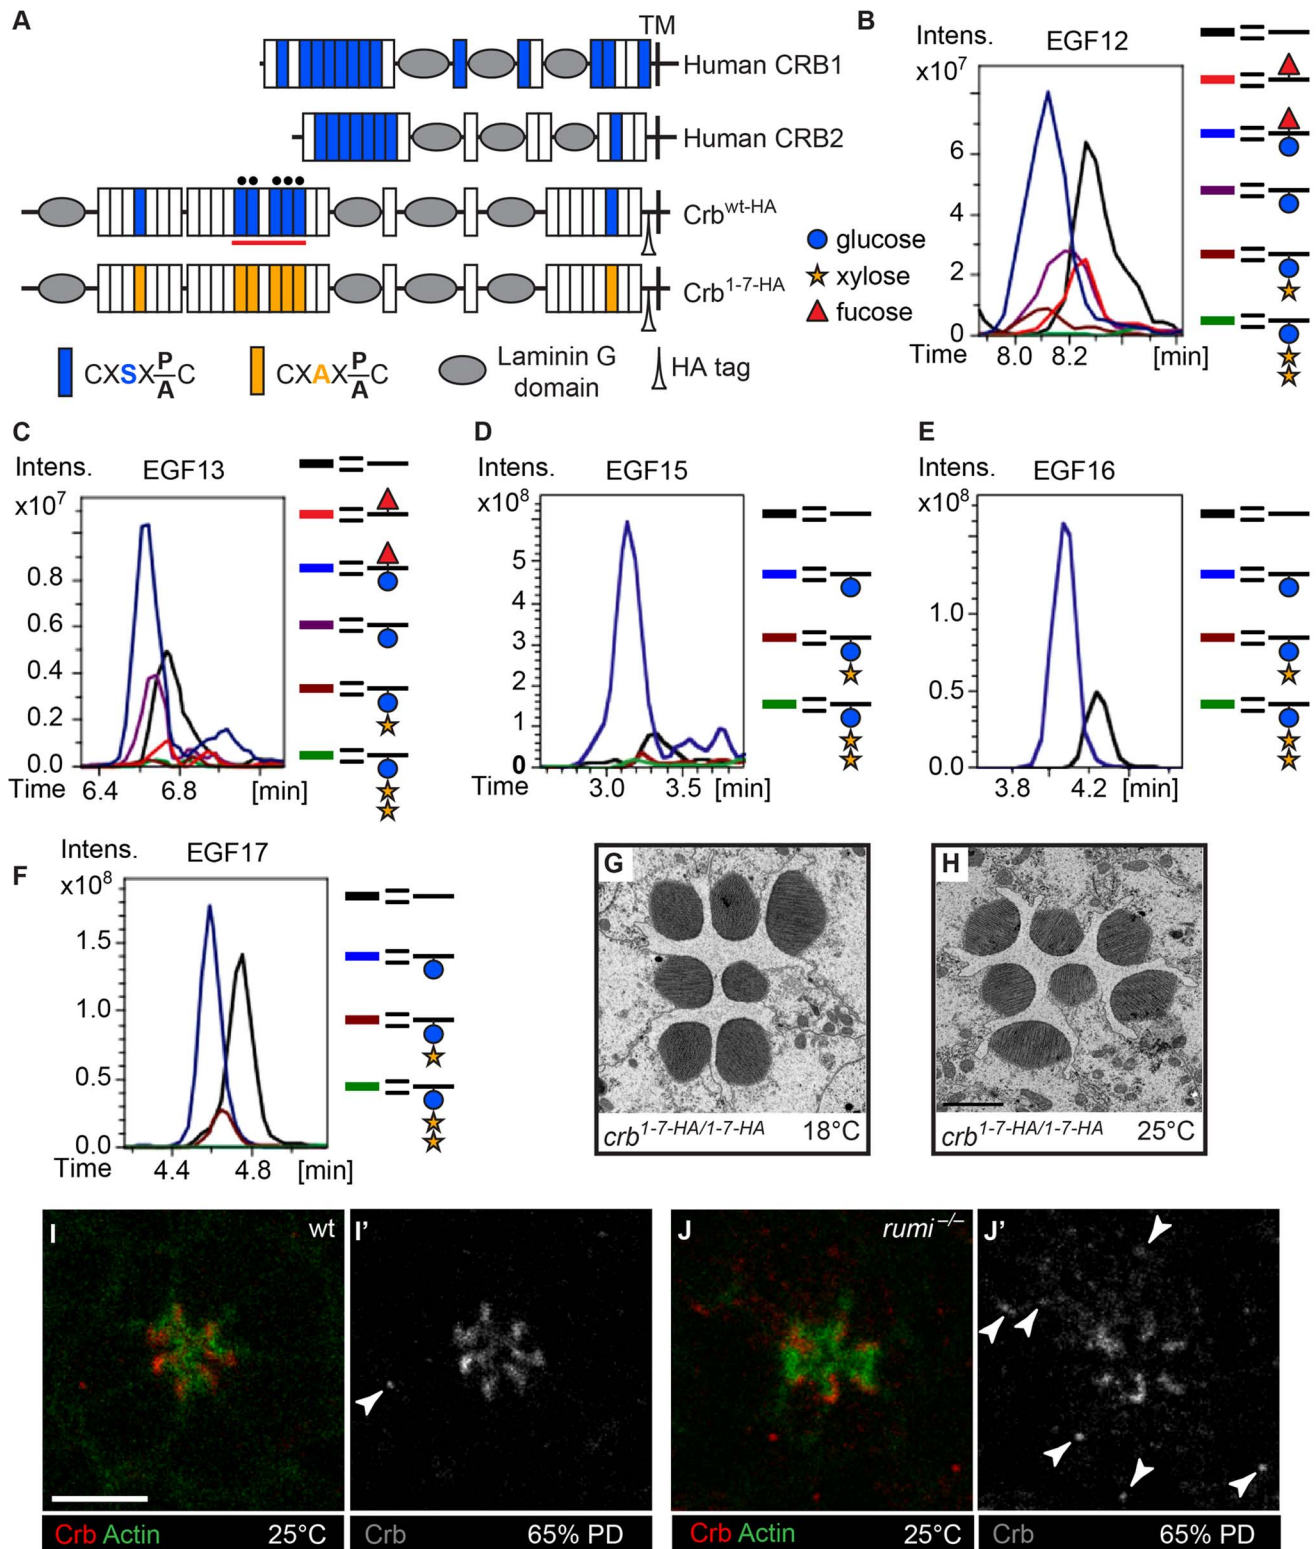 A
TM
Human CRB1
Human CRB2
Crb^wt-HA
Crb^1-7-HA
CXSX P/A C
CXAX P/A C
Laminin G
domain
HA tag
B
Intens.
EGF12
x10^7
6
4
2
0
Time
8.0
8.2
[min]
glucose
xylose
fucose
C
Intens.
EGF13
x10^7
0.8
0.6
0.4
0.2
0.0
Time
6.4
6.8
[min]
D
Intens.
EGF15
x10^8
5
4
3
2
1
0
Time
3.0
3.5
[min]
E
Intens.
EGF16
x10^8
1.0
0.5
0.0
Time
3.8
4.2
[min]
F
Intens.
EGF17
x10^8
1.5
1.0
0.5
0.0
Time
4.4
4.8
[min]
G
crb^1-7-HA/1-7-HA 18°C
H
crb^1-7-HA/1-7-HA 25°C
I
wt
Crb Actin 25°C
I'
Crb 65% PD
J
rumi^–/–
Crb Actin 25°C
J'
Crb 65% PD